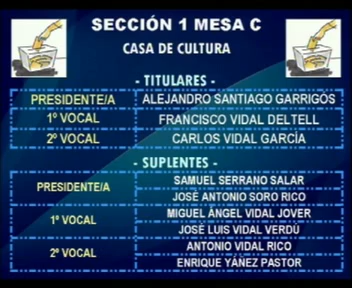 SECCIÓN 1 MESA C
CASA DE CULTURA
- TITULARES -
PRESIDENTE/A ALEJANDRO SANTIAGO GARRIGÓS
1º VOCAL FRANCISCO VIDAL DELTELL
2º VOCAL CARLOS VIDAL GARCÍA
- SUPLENTES -
PRESIDENTE/A SAMUEL SERRANO SALAR
JOSÉ ANTONIO SORO RICO
1º VOCAL MIGUEL ÁNGEL VIDAL JOVER
JOSÉ LUIS VIDAL VERDÚ
2º VOCAL ANTONIO VIDAL RICO
ENRIQUE YÁÑEZ PASTOR